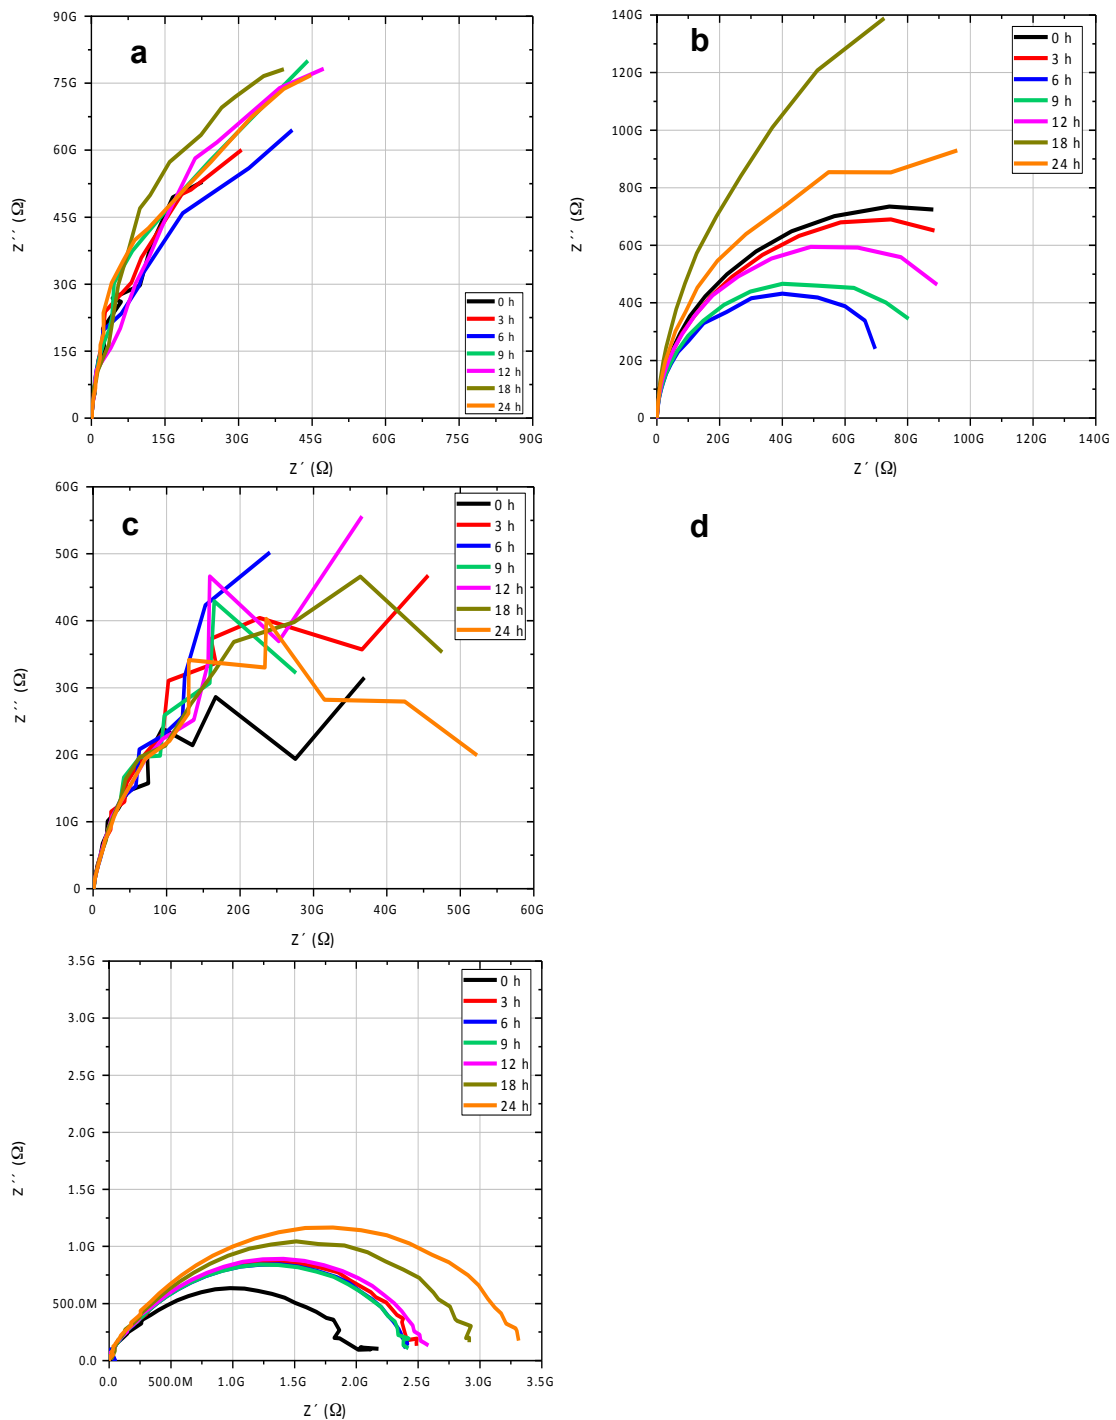 a
90G
75G
60G
45G
30G
15G
0
0 15G 30G 45G 60G 75G 90G
Z´´ (Ω)
Z´ (Ω)
0 h
3 h
6 h
9 h
12 h
18 h
24 h
b
140G
120G
100G
80G
60G
40G
20G
0
0 20G 40G 60G 80G 100G 120G 140G
Z´´ (Ω)
Z´ (Ω)
0 h
3 h
6 h
9 h
12 h
18 h
24 h
c
60G
50G
40G
30G
20G
10G
0
0 10G 20G 30G 40G 50G 60G
Z´´ (Ω)
Z´ (Ω)
0 h
3 h
6 h
9 h
12 h
18 h
24 h
d
3.5G
3.0G
2.5G
2.0G
1.5G
1.0G
500.0M
0.0
0.0 500.0M 1.0G 1.5G 2.0G 2.5G 3.0G 3.5G
Z´´ (Ω)
Z´ (Ω)
0 h
3 h
6 h
9 h
12 h
18 h
24 h